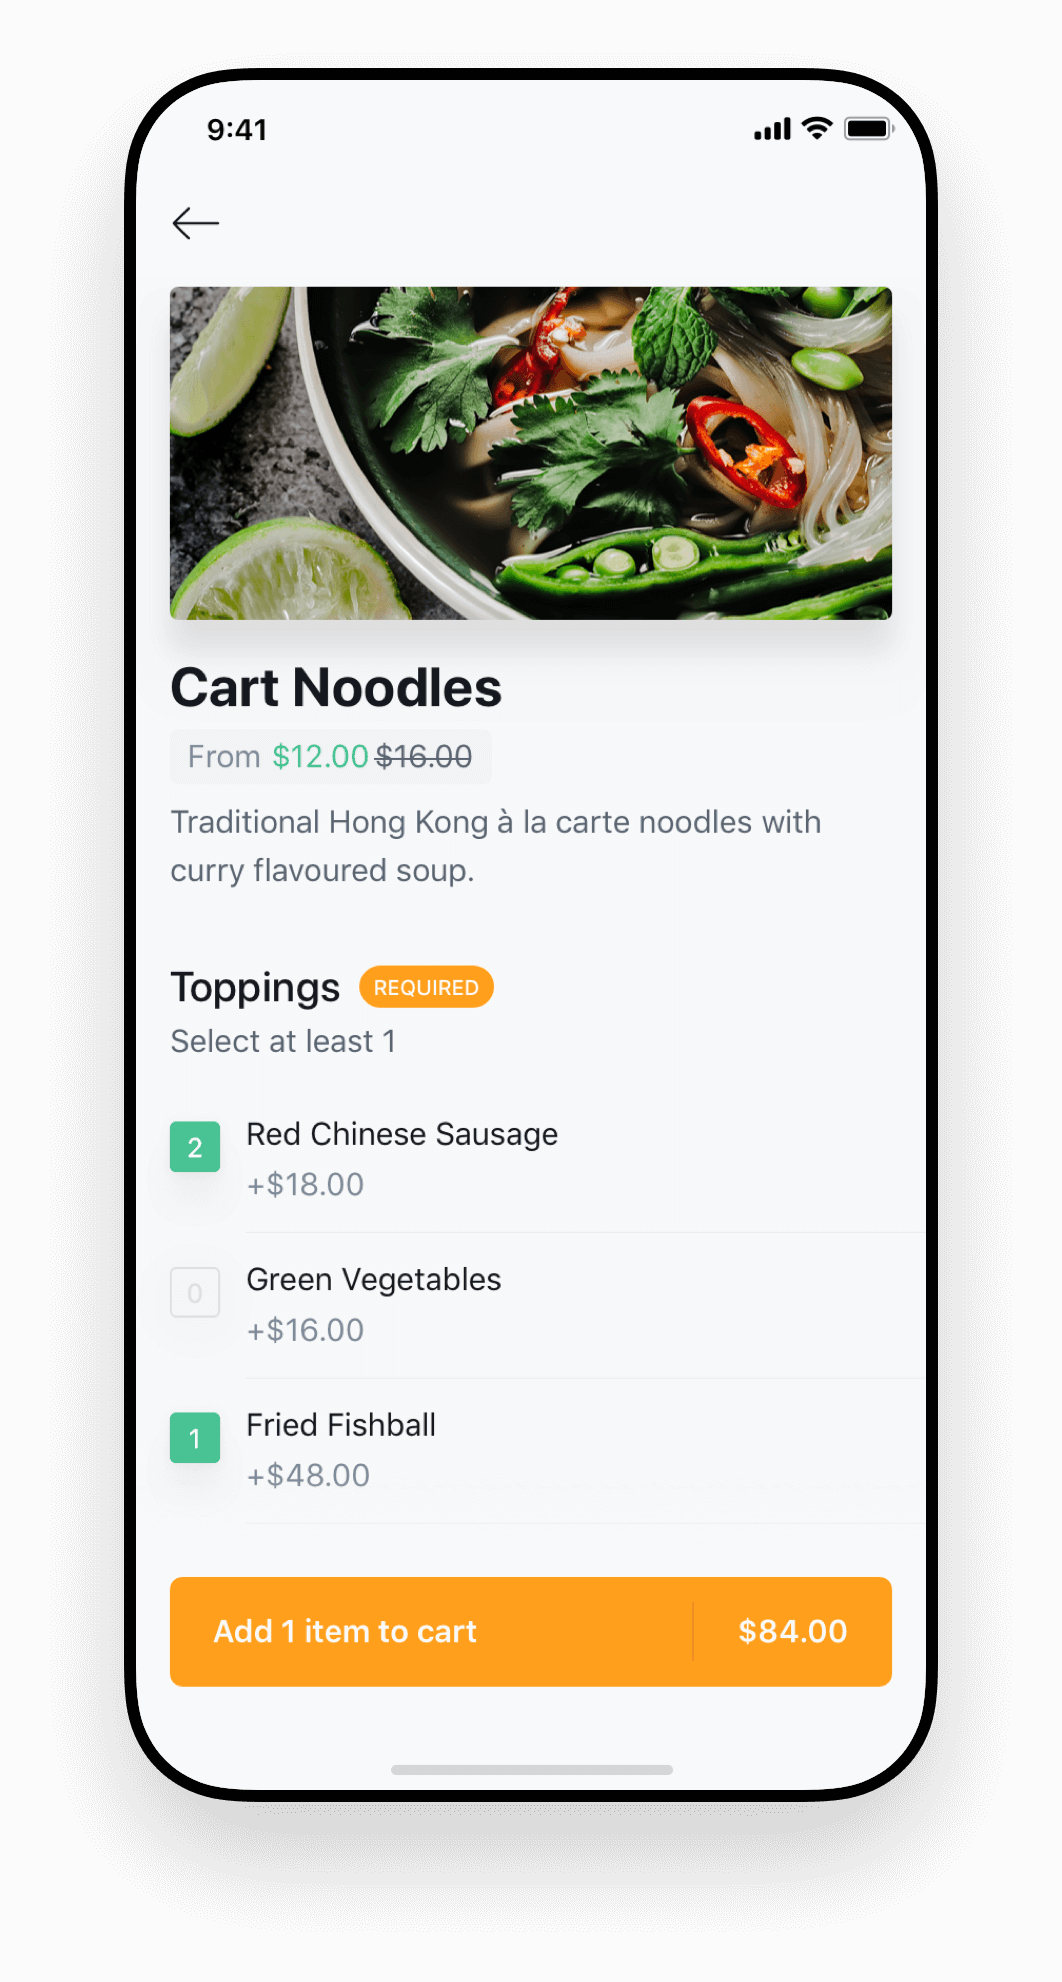 9:41
Cart Noodles
From $12.00 $16.00
Traditional Hong Kong à la carte noodles with
curry flavoured soup.
Toppings REQUIRED
Select at least 1
2 Red Chinese Sausage
+$18.00
0 Green Vegetables
+$16.00
1 Fried Fishball
+$48.00
Add 1 item to cart $84.00